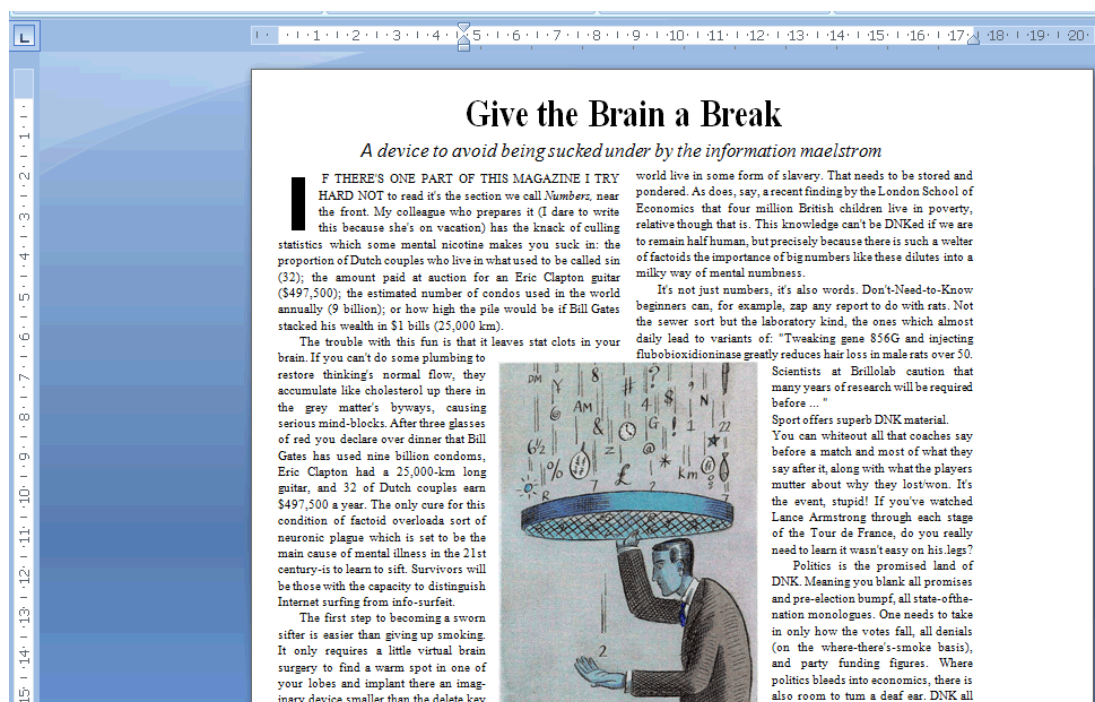 Give the Brain a Break
A device to avoid being sucked under by the information maelstrom
IF THERE'S ONE PART OF THIS MAGAZINE I TRY
HARD NOT to read it's the section we call Numbers, near
the front. My colleague who prepares it (I dare to write
this because she's on vacation) has the knack of culling
statistics which some mental nicotine makes you suck in: the
proportion of Dutch couples who live in what used to be called sin
(32); the amount paid at auction for an Eric Clapton guitar
($497,500); the estimated number of condos used in the world
annually (9 billion); or how high the pile would be if Bill Gates
stacked his wealth in $1 bills (25,000 km).
The trouble with this fun is that it leaves stat clots in your
brain. If you can't do some plumbing to
restore thinking's normal flow, they
accumulate like cholesterol up there in
the grey matter's byways, causing
serious mind-blocks. After three glasses
of red you declare over dinner that Bill
Gates has used nine billion condoms,
Eric Clapton had a 25,000-km long
guitar, and 32 of Dutch couples earn
$497,500 a year. The only cure for this
condition of factoid overloada sort of
neuronic plague which is set to be the
main cause of mental illness in the 21st
century-is to learn to sift. Survivors will
be those with the capacity to distinguish
Internet surfing from info-surfeit.
The first step to becoming a sworn
sifter is easier than giving up smoking.
It only requires a little virtual brain
surgery to find a warm spot in one of
your lobes and implant there an imag-
inary device smaller than the delete key
world live in some form of slavery. That needs to be stored and
pondered. As does, say, a recent finding by the London School of
Economics that four million British children live in poverty,
relative though that is. This knowledge can't be DNKed if we are
to remain half human, but precisely because there is such a welter
of factoids the importance of big numbers like these dilutes into a
milky way of mental numbness.
It's not just numbers, it's also words. Don't-Need-to-Know
beginners can, for example, zap any report to do with rats. Not
the sewer sort but the laboratory kind, the ones which almost
daily lead to variants of: "Tweaking gene 856G and injecting
flubobioxidioninase greatly reduces hair loss in male rats over 50.
Scientists at Brillolab caution that
many years of research will be required
before ... "
Sport offers superb DNK material.
You can whiteout all that coaches say
before a match and most of what they
say after it, along with what the players
mutter about why they lost/won. It's
the event, stupid! If you've watched
Lance Armstrong through each stage
of the Tour de France, do you really
need to learn it wasn't easy on his.legs?
Politics is the promised land of
DNK. Meaning you blank all promises
and pre-election bumpf, all state-ofthe-
nation monologues. One needs to take
in only how the votes fall, all denials
(on the where-there's-smoke basis),
and party funding figures. Where
politics bleeds into economics, there is
also room to tum a deaf ear. DNK all